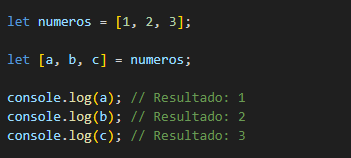 let numeros = [1, 2, 3];
let [a, b, c] = numeros;
console.log(a); // Resultado: 1
console.log(b); // Resultado: 2
console.log(c); // Resultado: 3